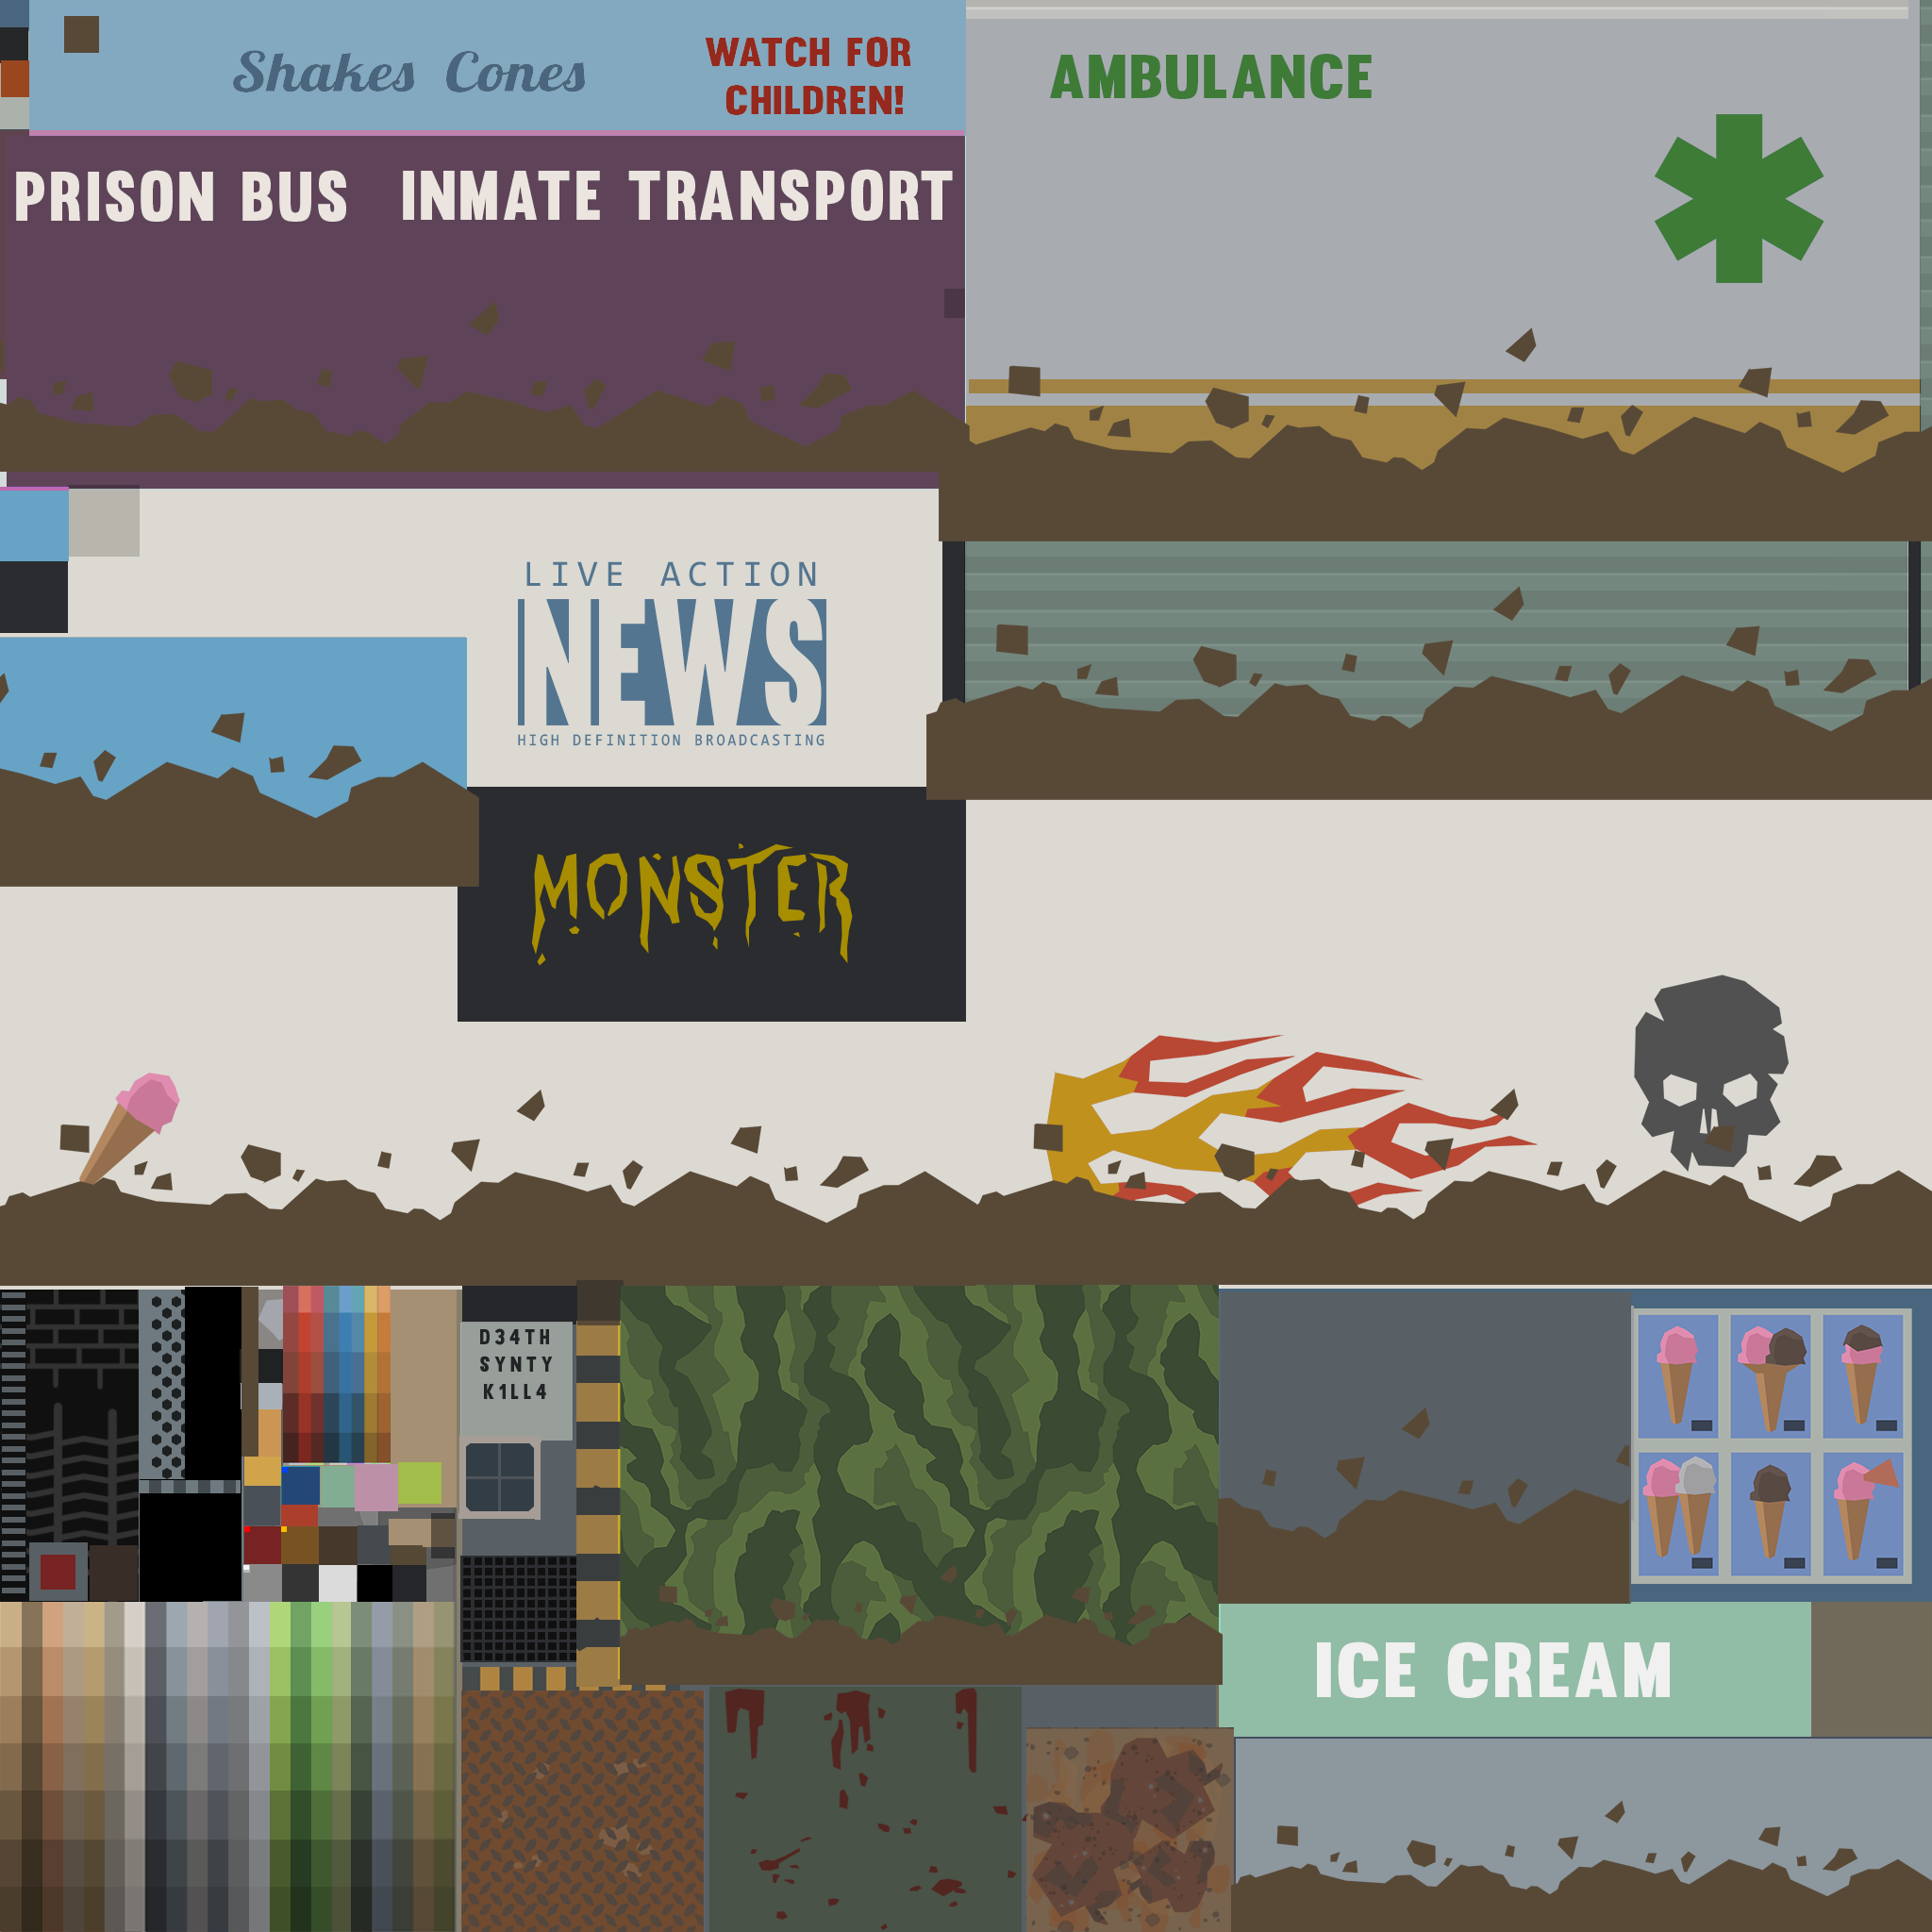 Shakes Cones
WATCH FOR
CHILDREN!
AMBULANCE
PRISON BUS INMATE TRANSPORT
LIVE ACTION
NEWS
HIGH DEFINITION BROADCASTING
MONSTER
D34TH
SYNTY
K1LL4
ICE CREAM